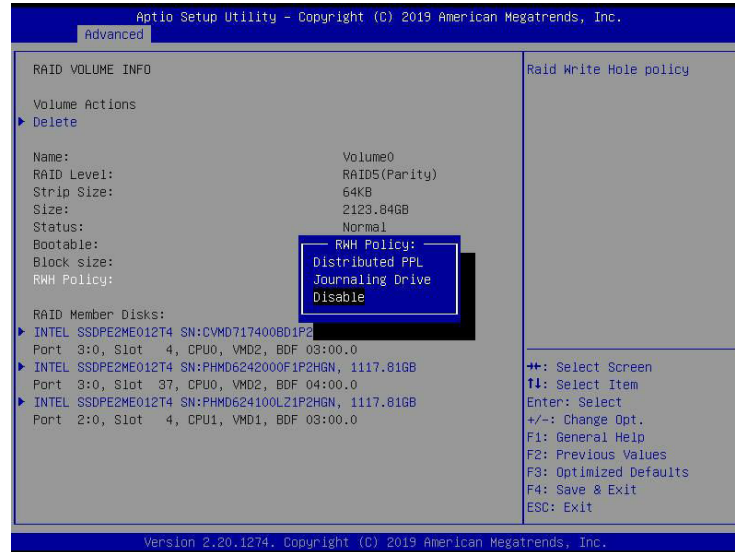 Aptio Setup Utility – Copyright (C) 2019 American Megatrends, Inc.
Advanced
RAID VOLUME INFO
Volume Actions
Delete
Name: Volume0
RAID Level: RAID5(Parity)
Strip Size: 64KB
Size: 2123.84GB
Status: Normal
Bootable:
Block size:
RWH Policy:
RWH Policy:
Distributed PPL
Journaling Drive
Disable
RAID Member Disks:
INTEL SSDPE2ME012T4 SN:CVMD717400BD1P2
Port 3:0, Slot 4, CPU0, VMD2, BDF 03:00.0
INTEL SSDPE2ME012T4 SN:PHMD6242000F1P2HGN, 1117.81GB
Port 3:0, Slot 37, CPU0, VMD2, BDF 04:00.0
INTEL SSDPE2ME012T4 SN:PHMD624100LZ1P2HGN, 1117.81GB
Port 2:0, Slot 4, CPU1, VMD1, BDF 03:00.0
Raid Write Hole policy
→←: Select Screen
↑↓: Select Item
Enter: Select
+/-: Change Opt.
F1: General Help
F2: Previous Values
F3: Optimized Defaults
F4: Save & Exit
ESC: Exit
Version 2.20.1274. Copyright (C) 2019 American Megatrends, Inc.